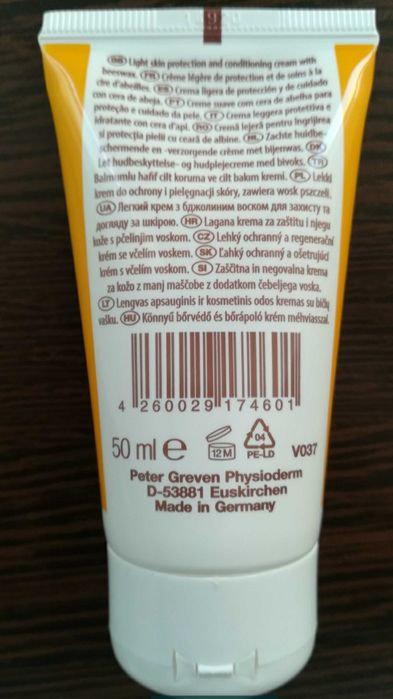 GB Light skin protection and conditioning cream with
beeswax. FR Crème légère de protection et de soins à la
cire d'abeilles. ES Crema ligera de protección y de cuidado
con cera de abeja. PT Creme suave com cera de abelha para
proteção e cuidado da pele. IT Crema leggera protettiva e
idratante con cera d'api. RO Cremă lejeră pentru îngrijirea
si protecţia pielii cu ceară de albine. NL Zachte huidbe-
schermende en -verzorgende crème met bijenwas. DK
Let hudbeskyttelse- og hudplejecreme med bivoks. TR
Balmumlu hafif cilt koruma ve cilt bakım kremi. PL Lekki
krem do ochrony i pielęgnacji skóry, zawiera wosk pszczeli.
UA Легкий крем з бджолиним воском для захисту та
догляду за шкірою. HR Lagana krema za zaštitu i njegu
kože s pčelinjim voskom. CZ Lehký ochranný a regenerační
krém se včelím voskem. SK Ľahký ochranný a ošetrujúci
krém s včelím voskom. SI Zaščitna in negovalna krema
za kožo z manj maščobe z dodatkom čebeljega voska.
LT Lengvas apsauginis ir kosmetinis odos kremas su bičių
vašku. HU Könnyű bőrvédő és bőrápoló krém méhviasszal.
4 260029 174601
50 ml e 12 M 04 PE-LD V037
Peter Greven Physioderm
D-53881 Euskirchen
Made in Germany